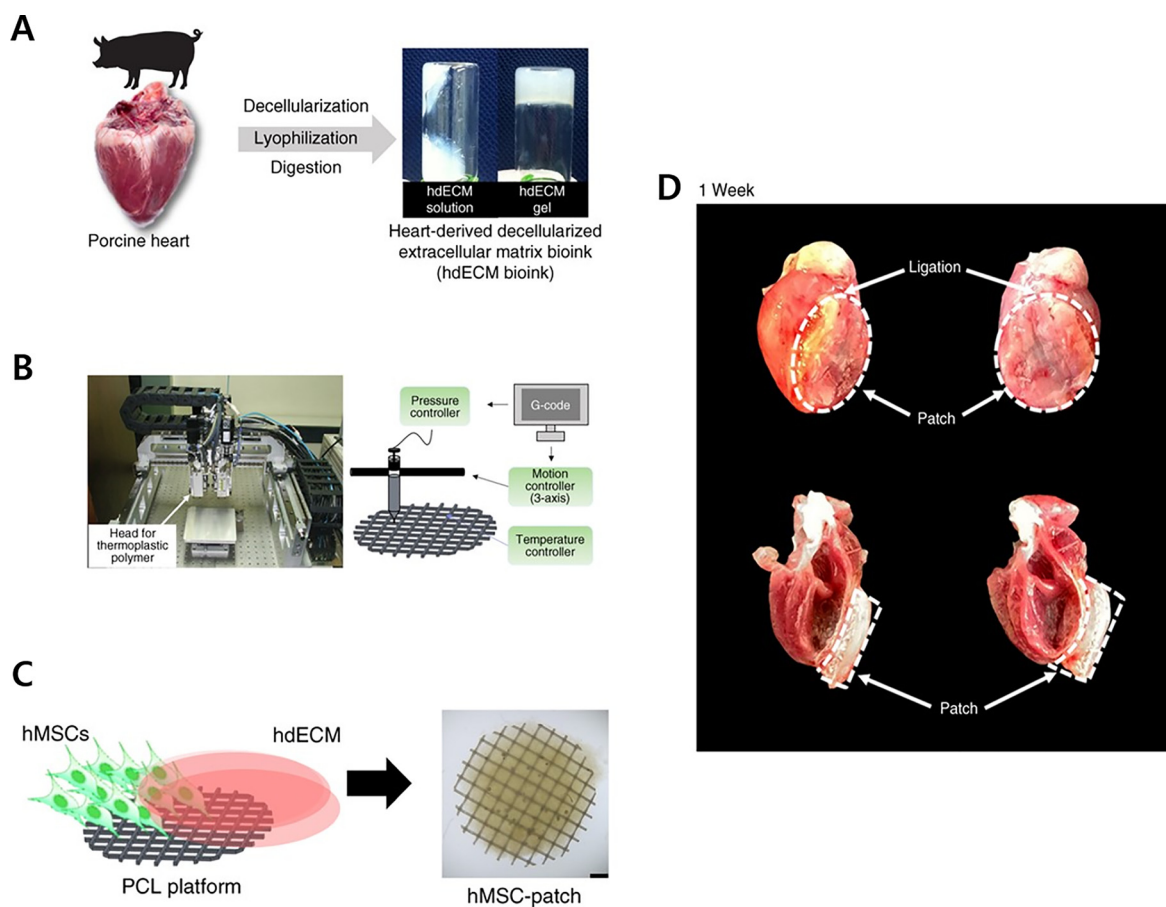 A
Porcine heart
Decellularization
Lyophilization
Digestion
hdECM
solution
hdECM
gel
Heart-derived decellularized
extracellular matrix bioink
(hdECM bioink)
B
Head for
thermoplastic
polymer
Pressure
controller
G-code
Motion
controller
(3-axis)
Temperature
controller
C
hMSCs
hdECM
PCL platform
hMSC-patch
D
1 Week
Ligation
Patch
Patch